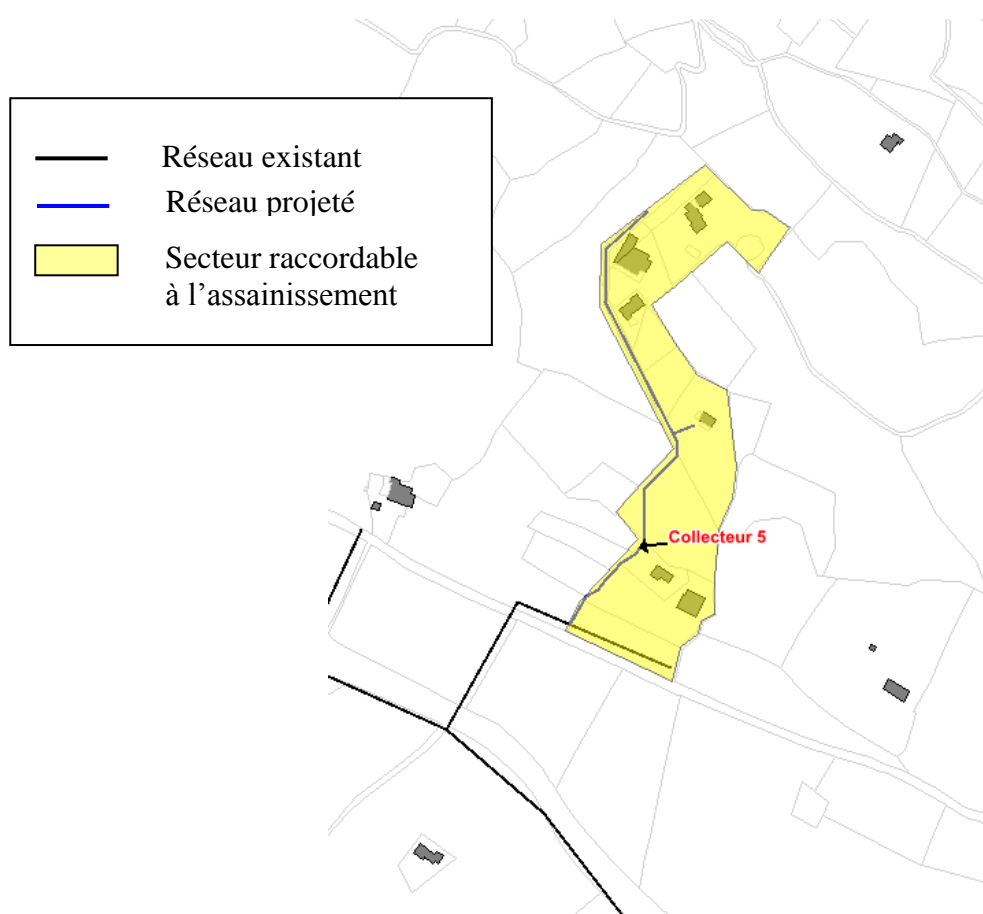 Réseau existant
Réseau projeté
Secteur raccordable
à l’assainissement
Collecteur 5